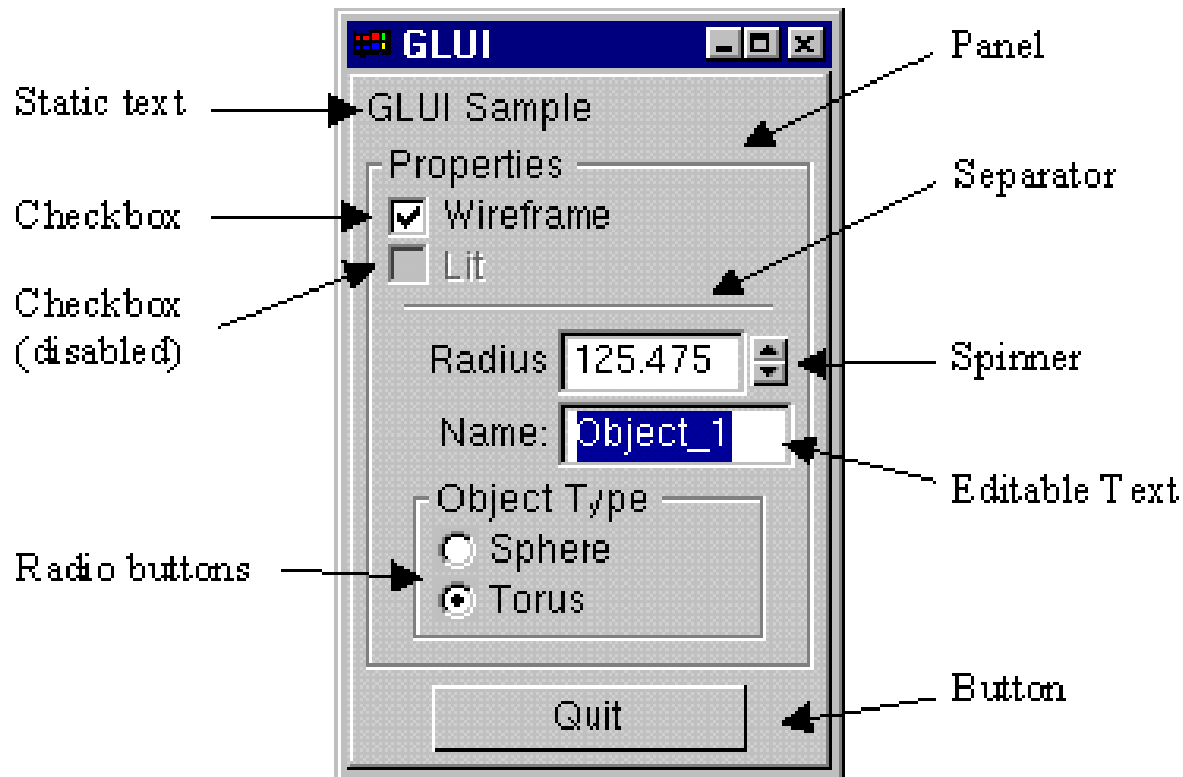 GLUI
Panel
Static text
GLUI Sample
Properties
Separator
Checkbox
Wireframe
Lit
Checkbox
(disabled)
Radius 125.475
Spinner
Name: Object_1
Editable Text
Object Type
Sphere
Radio buttons
Torus
Button
Quit